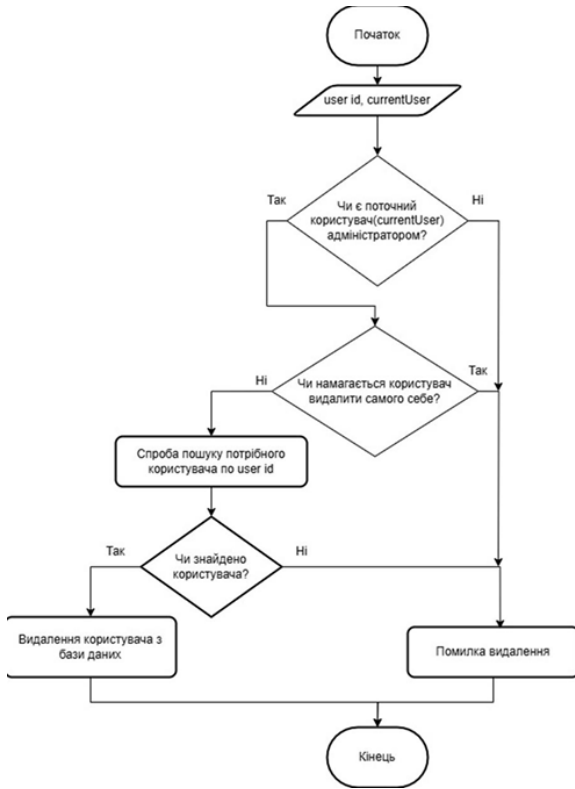 Початок
user id, currentUser
Так
Чи є поточний
користувач(currentUser)
адміністратором?
Ні
Ні
Чи намагається користувач
видалити самого себе?
Так
Спроба пошуку потрібного
користувача по user id
Так
Чи знайдено
користувача?
Ні
Видалення користувача з
бази даних
Помилка видалення
Кінець